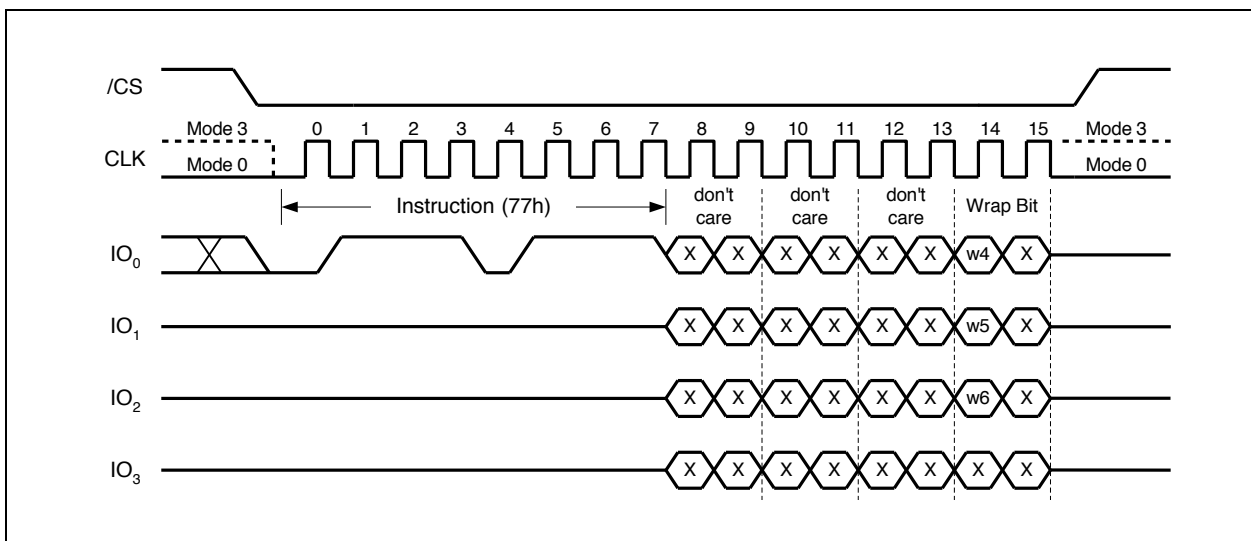 /CS
Mode 3 0 1 2 3 4 5 6 7 8 9 10 11 12 13 14 15 Mode 3
CLK
Mode 0 Mode 0
Instruction (77h) don't care don't care don't care Wrap Bit
IO0 X X X X X X w4 X
IO1 X X X X X X w5 X
IO2 X X X X X X w6 X
IO3 X X X X X X X X